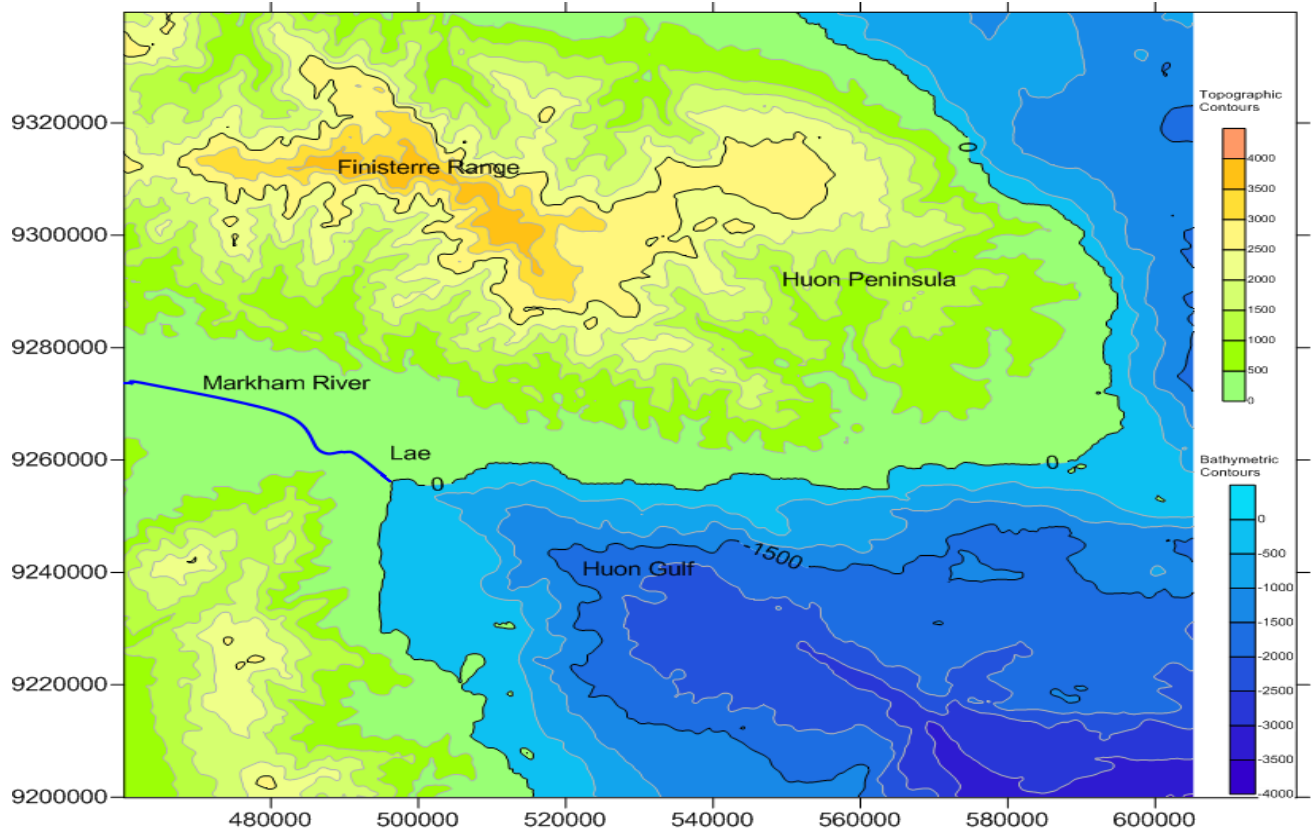 Topographic
Contours
9320000
Finisterre Range
0
4000
3500
3000
2500
2000
1500
1000
500
0
9300000
Huon Peninsula
9280000
Markham River
9260000
Lae
0
0
Bathymetric
Contours
9240000
-1500
Huon Gulf
0
-500
-1000
-1500
-2000
-2500
-3000
-3500
-4000
9220000
9200000
480000 500000 520000 540000 560000 580000 600000